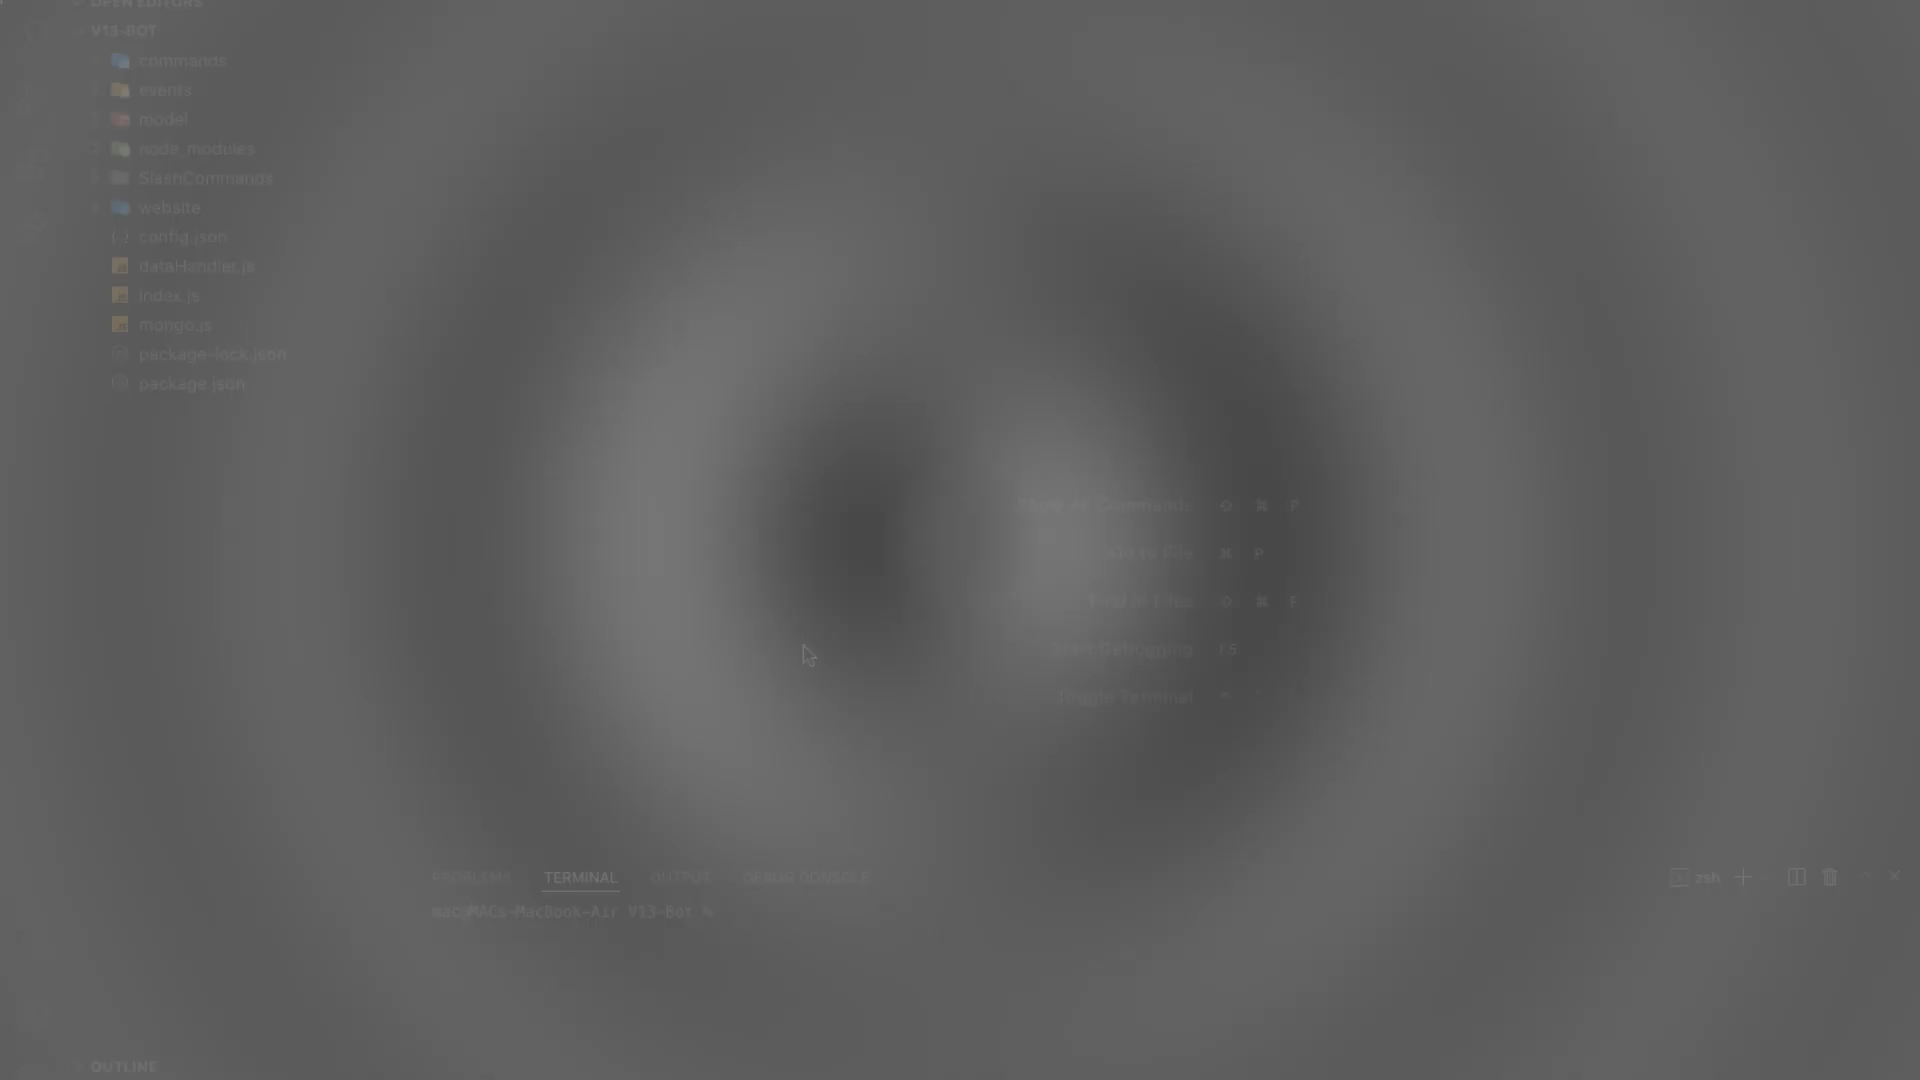 OPEN EDITORS
V13-BOT
commands
events
model
node_modules
SlashCommands
website
config.json
dataHandler.js
index.js
mongo.js
package-lock.json
package.json
Show All Commands ⇧ ⌘ P
Go to File ⌘ P
Find in Files ⇧ ⌘ F
Start Debugging F5
Toggle Terminal ⌃ `
PROBLEMS TERMINAL OUTPUT DEBUG CONSOLE
zsh
mac@MACs-MacBook-Air V13-Bot %
OUTLINE